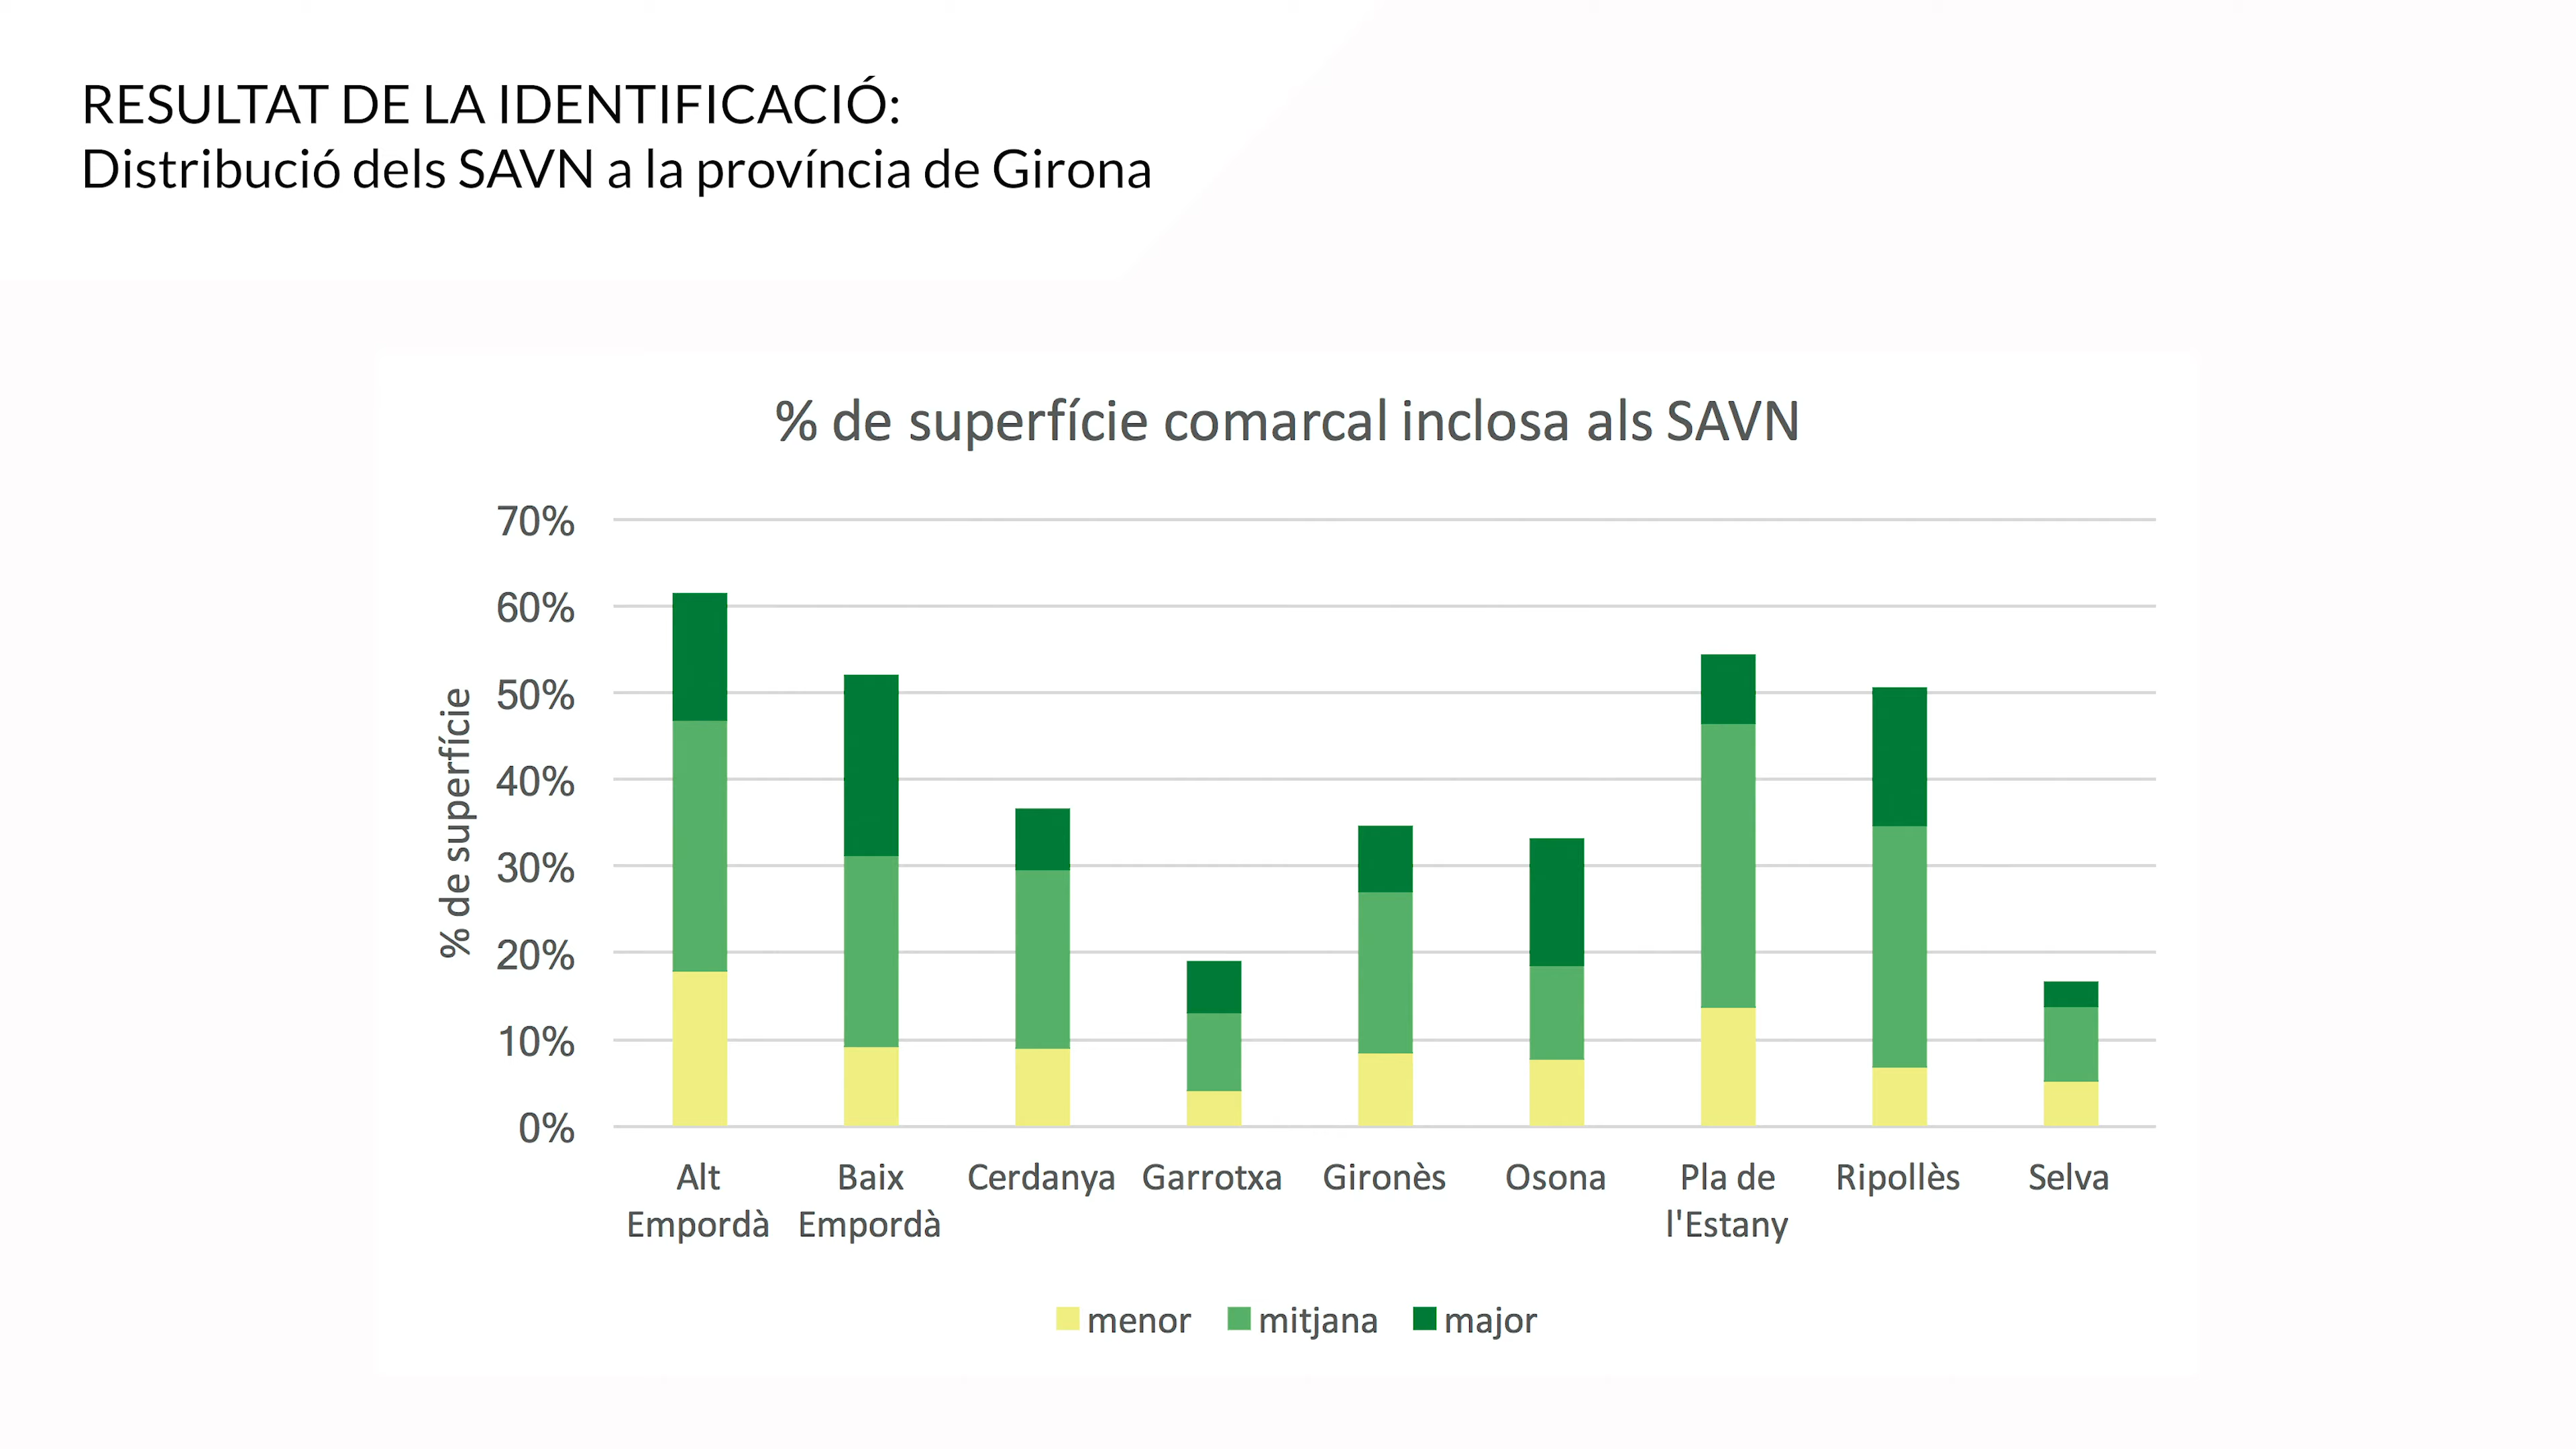 RESULTAT DE LA IDENTIFICACIÓ:
Distribució dels SAVN a la província de Girona
% de superfície comarcal inclosa als SAVN
70%
60%
50%
40%
30%
20%
10%
0%
% de superfície
Alt
Empordà
Baix
Empordà
Cerdanya
Garrotxa
Gironès
Osona
Pla de
l'Estany
Ripollès
Selva
menor
mitjana
major